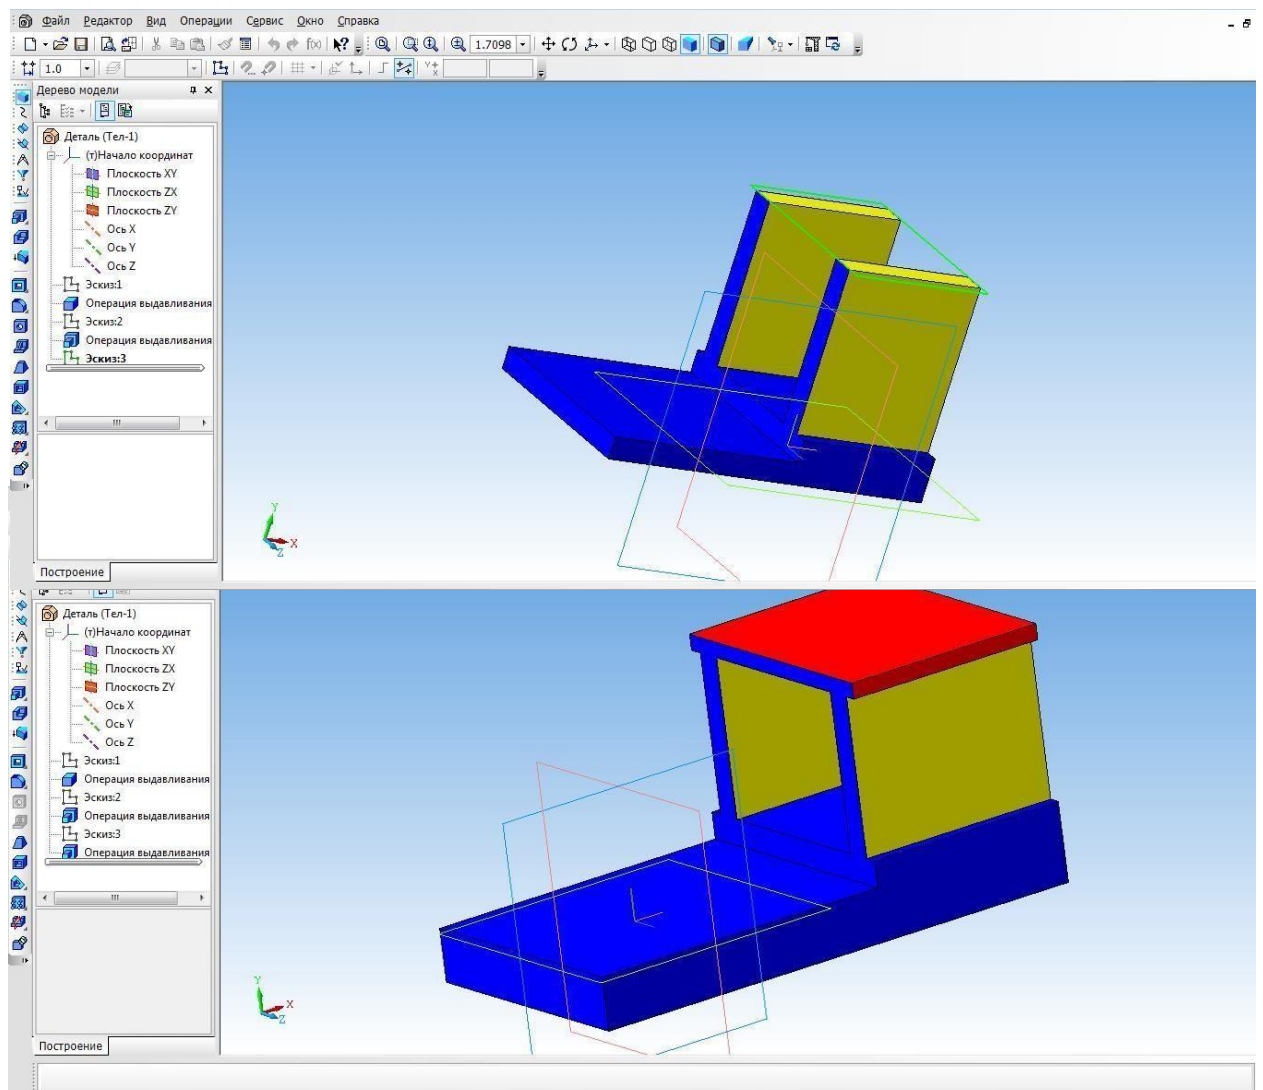 Файл Редактор Вид Операции Сервис Окно Справка
1.7098
1.0
Дерево модели
Деталь (Тел-1)
(т)Начало координат
Плоскость XY
Плоскость ZX
Плоскость ZY
Ось X
Ось Y
Ось Z
Эскиз:1
Операция выдавливания
Эскиз:2
Операция выдавливания
Эскиз:3
Построение
Y
X
Z
Деталь (Тел-1)
(т)Начало координат
Плоскость XY
Плоскость ZX
Плоскость ZY
Ось X
Ось Y
Ось Z
Эскиз:1
Операция выдавливания
Эскиз:2
Операция выдавливания
Эскиз:3
Операция выдавливания
Построение
Y
X
Z